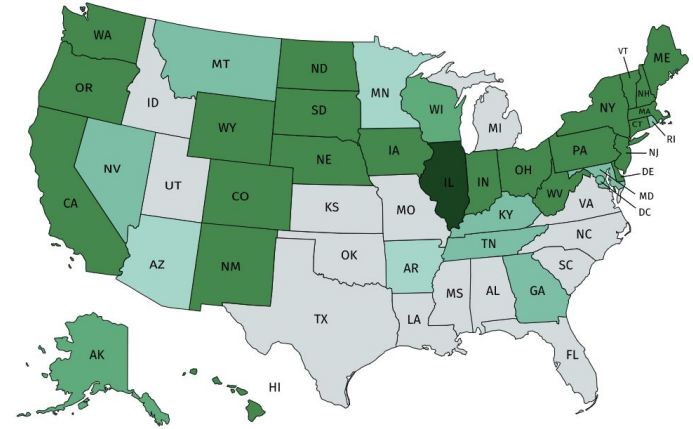 WA
MT
ND
MN
VT
ME
OR
ID
SD
WI
MI
NY
NH
MA
CT
RI
WY
NE
IA
PA
NJ
NV
UT
CO
IL
IN
OH
WV
DE
MD
DC
CA
KS
MO
KY
VA
AZ
NM
OK
AR
TN
NC
SC
TX
LA
MS
AL
GA
FL
AK
HI